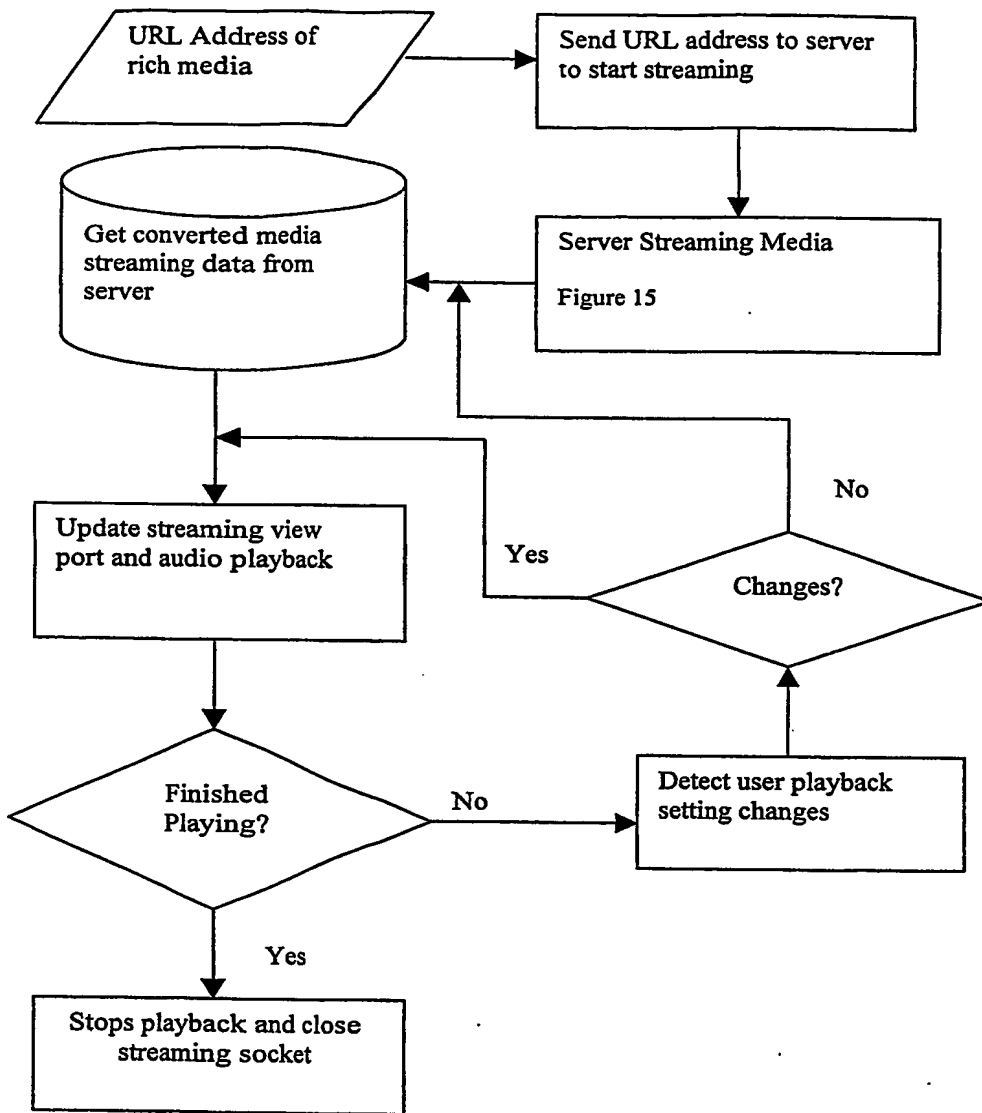 URL Address of
rich media
Send URL address to server
to start streaming
Get converted media
streaming data from
server
Server Streaming Media
Figure 15
No
Update streaming view
port and audio playback
Yes
Changes?
Finished
Playing?
No
Detect user playback
setting changes
Yes
Stops playback and close
streaming socket